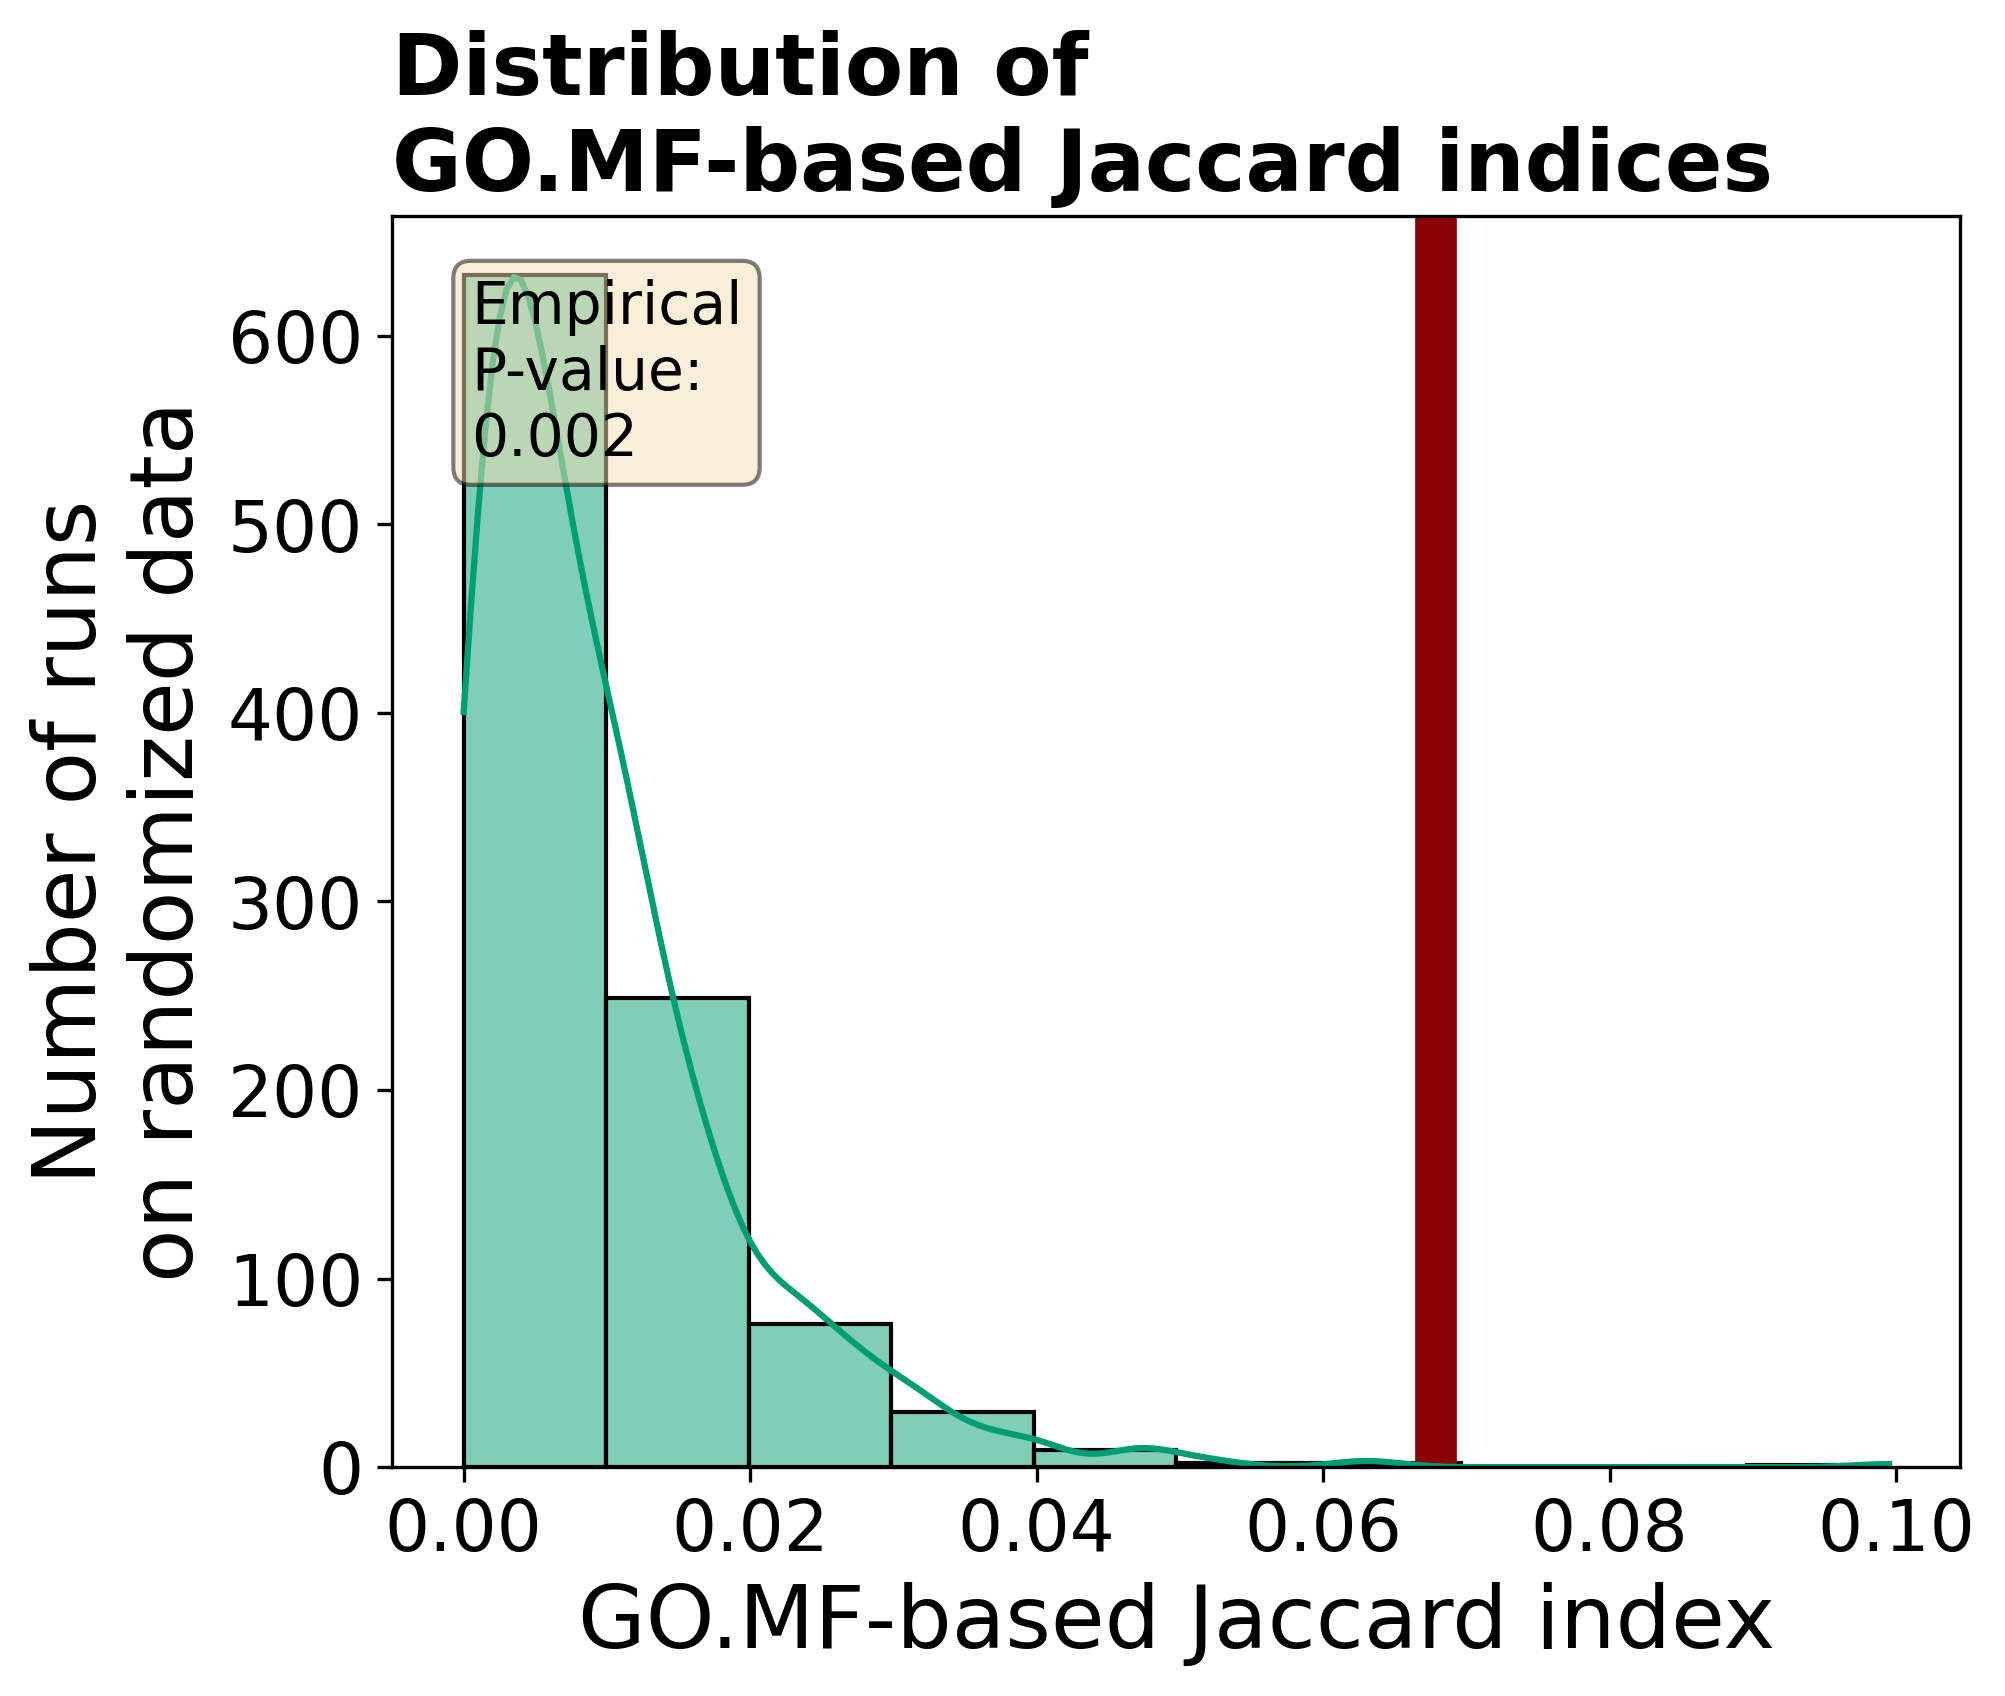 Distribution of
GO.MF-based Jaccard indices
Empirical
P-value:
0.002
Number of runs
on randomized data
600
500
400
300
200
100
0
0.00 0.02 0.04 0.06 0.08 0.10
GO.MF-based Jaccard index